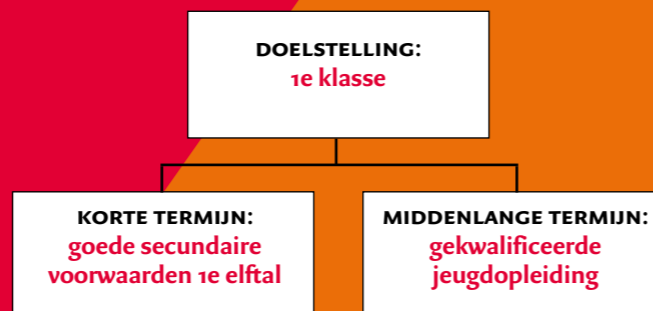 DOELSTELLING:
1e klasse
KORTE TERMIJN:
goede secundaire
voorwaarden 1e elftal
MIDDENLANGE TERMIJN:
gekwalificeerde
jeugdopleiding